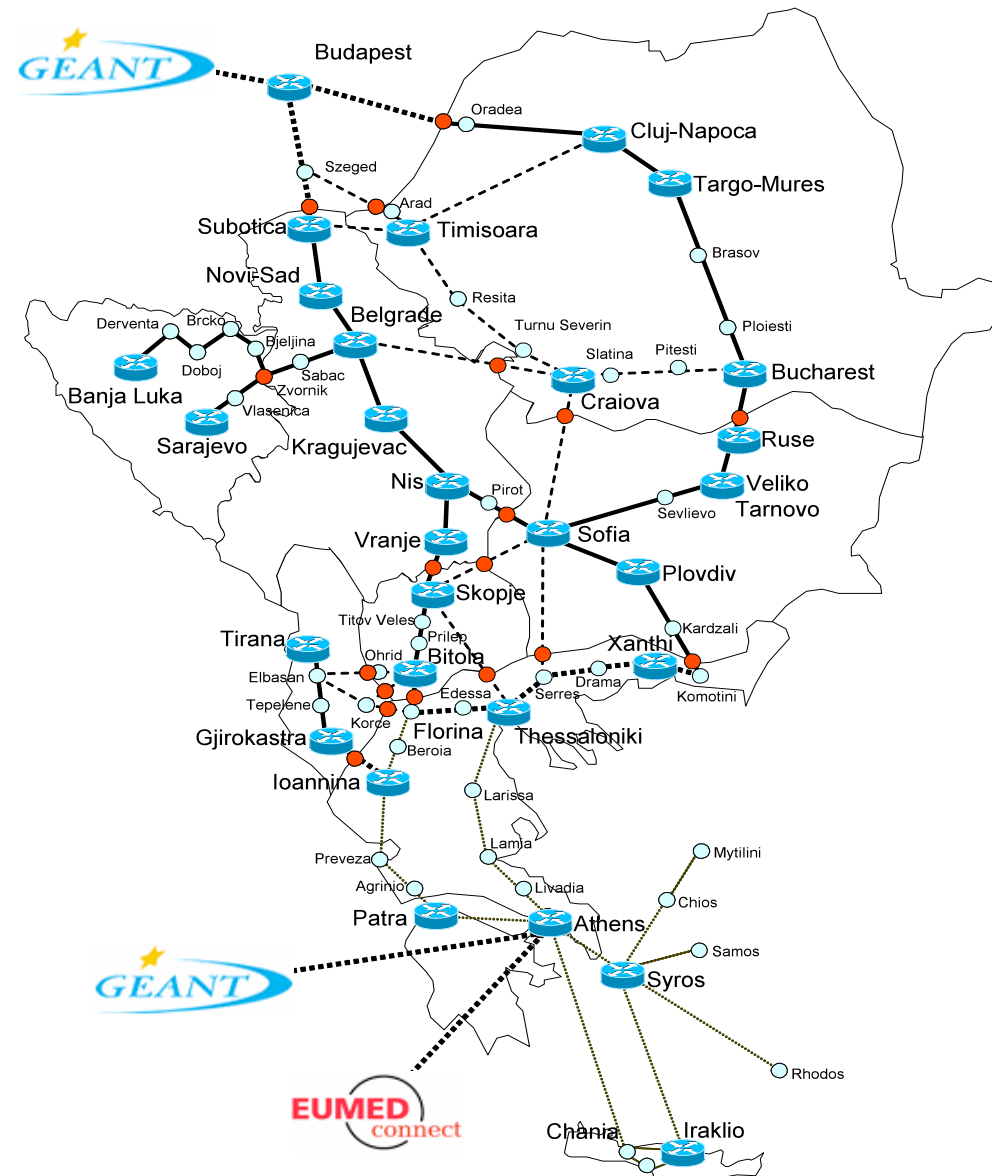 Budapest
GEANT
Oradea
Cluj-Napoca
Szeged
Targo-Mures
Arad
Subotica
Timisoara
Brasov
Novi-Sad
Resita
Belgrade
Derventa
Brcko
Ploiesti
Turnu Severin
Bjeljina
Slatina
Pitesti
Doboj
Sabac
Banja Luka
Zvornik
Bucharest
Craiova
Vlasenica
Sarajevo
Kragujevac
Ruse
Nis
Pirot
Veliko
Tarnovo
Sevlievo
Vranje
Sofia
Plovdiv
Skopje
Titov Veles
Kardzali
Tirana
Prilep
Xanthi
Ohrid
Bitola
Elbasan
Drama
Edessa
Serres
Komotini
Tepelene
Korce
Florina
Thessaloniki
Gjirokastra
Beroia
Ioannina
Larissa
Lamia
Mytilini
Preveza
Agrinio
Livadia
Chios
Patra
Athens
Samos
Syros
GEANT
Rhodos
EUMED
connect
Chania
Iraklio